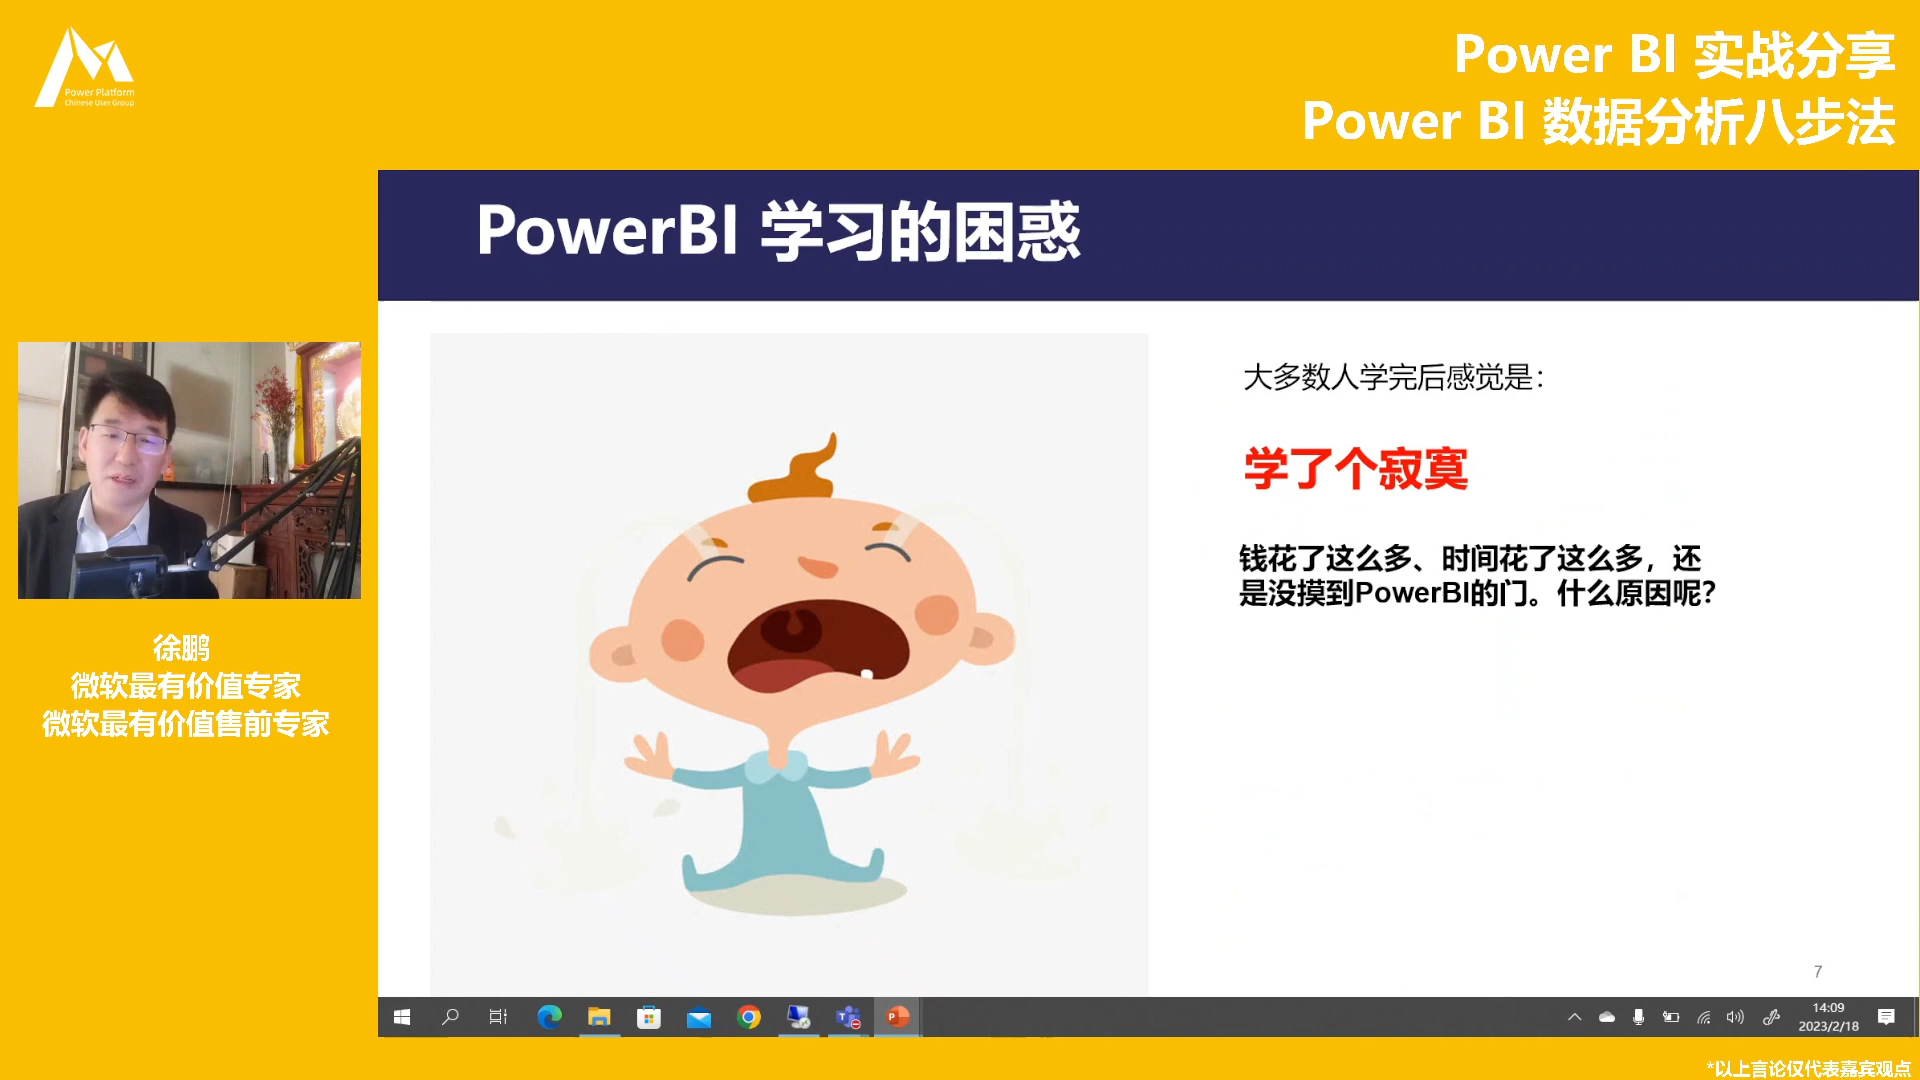 Power Platform
Chinese User Group
Power BI 实战分享
Power BI 数据分析八步法
PowerBI 学习的困惑
大多数人学完后感觉是：
学了个寂寞
钱花了这么多、时间花了这么多，还
是没摸到PowerBI的门。什么原因呢？
徐鹏
微软最有价值专家
微软最有价值售前专家
7
14:09
2023/2/18
*以上言论仅代表嘉宾观点